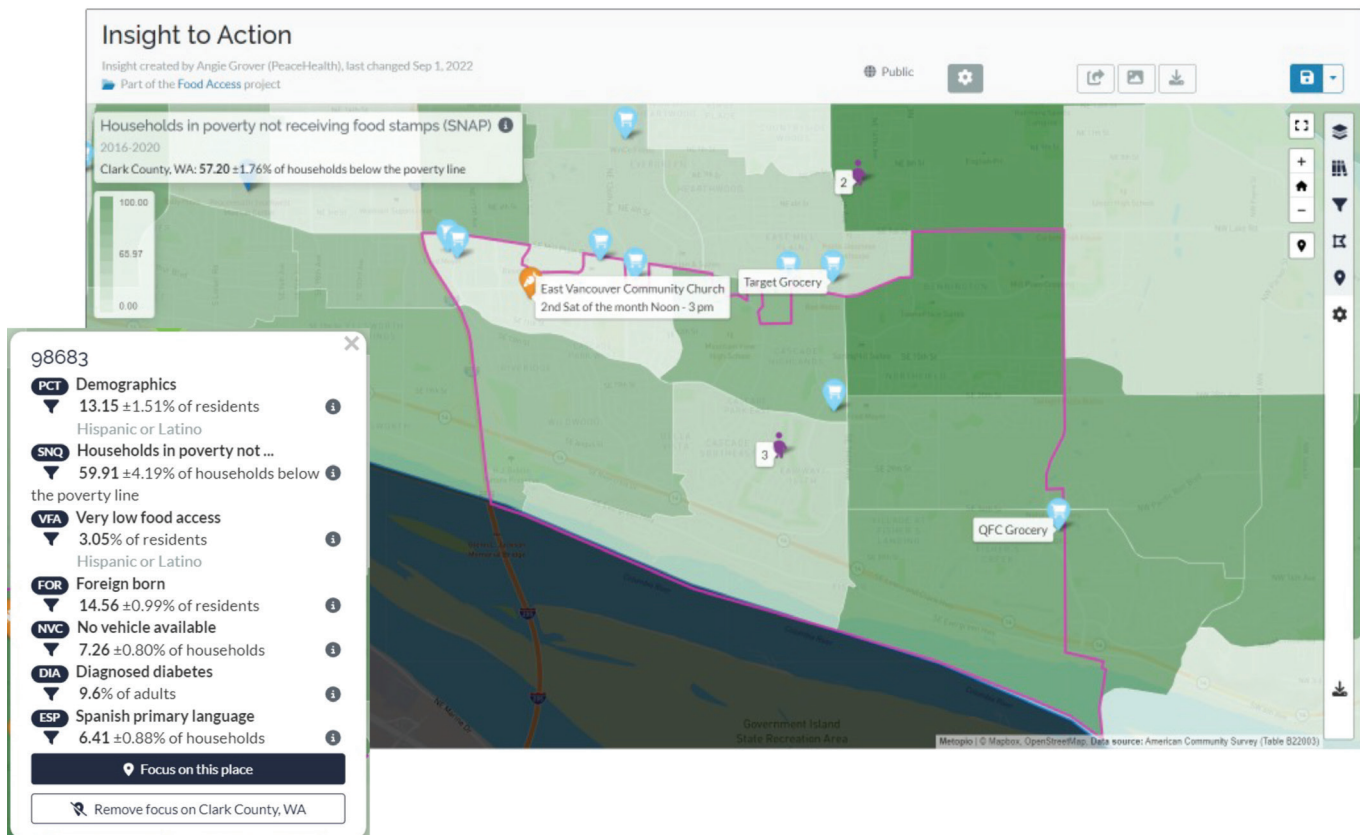 Insight to Action
Insight created by Angie Grover (PeaceHealth), last changed Sep 1, 2022
Part of the Food Access project
Public
Households in poverty not receiving food stamps (SNAP)
2016-2020
Clark County, WA: 57.20 ±1.76% of households below the poverty line
100.00
65.97
0.00
2
Target Grocery
East Vancouver Community Church
2nd Sat of the month Noon - 3 pm
3
QFC Grocery
Government Island
State Recreation Area
Metopio | © Mapbox, OpenStreetMap, Data source: American Community Survey (Table B22003)
98683
PCT Demographics
13.15 ±1.51% of residents
Hispanic or Latino
SNQ Households in poverty not ...
59.91 ±4.19% of households below
the poverty line
VFA Very low food access
3.05% of residents
Hispanic or Latino
FOR Foreign born
14.56 ±0.99% of residents
NVC No vehicle available
7.26 ±0.80% of households
DIA Diagnosed diabetes
9.6% of adults
ESP Spanish primary language
6.41 ±0.88% of households
Focus on this place
Remove focus on Clark County, WA